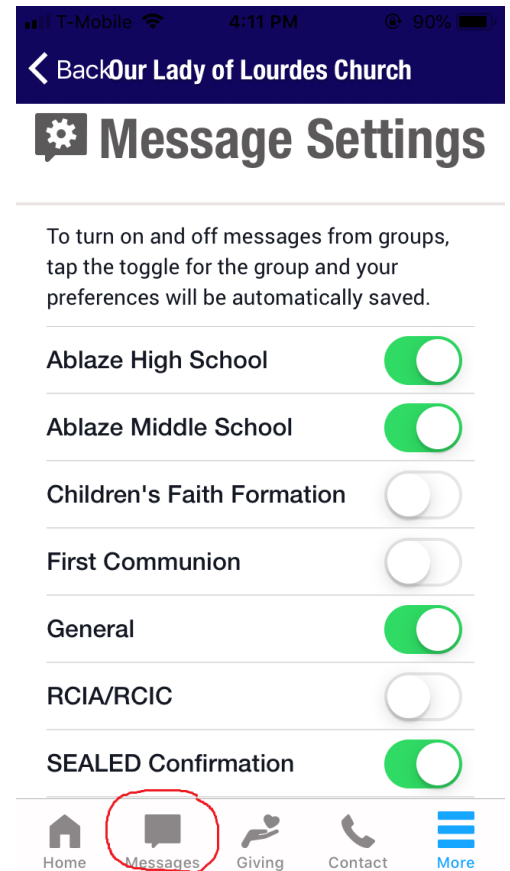 T-Mobile 4:11 PM 90%
Back Our Lady of Lourdes Church
Message Settings
To turn on and off messages from groups,
tap the toggle for the group and your
preferences will be automatically saved.
Ablaze High School
Ablaze Middle School
Children's Faith Formation
First Communion
General
RCIA/RCIC
SEALED Confirmation
Home Messages Giving Contact More